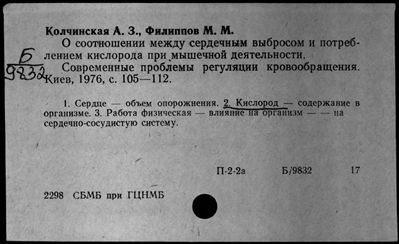 Колчинская А. З., Филиппов М. М.
О соотношении между сердечным выбросом и потреб-
лением кислорода при мышечной деятельности.
Б
9832
Современные проблемы регуляции кровообращения.
Киев, 1976, с. 105—112.
1. Сердце — объем опорожнения. 2. Кислород — содержание в
организме. 3. Работа физическая — влияние на организм — — на
сердечно-сосудистую систему.
П-2-2а Б/9832 17
2298 СБМБ при ГЦНМБ